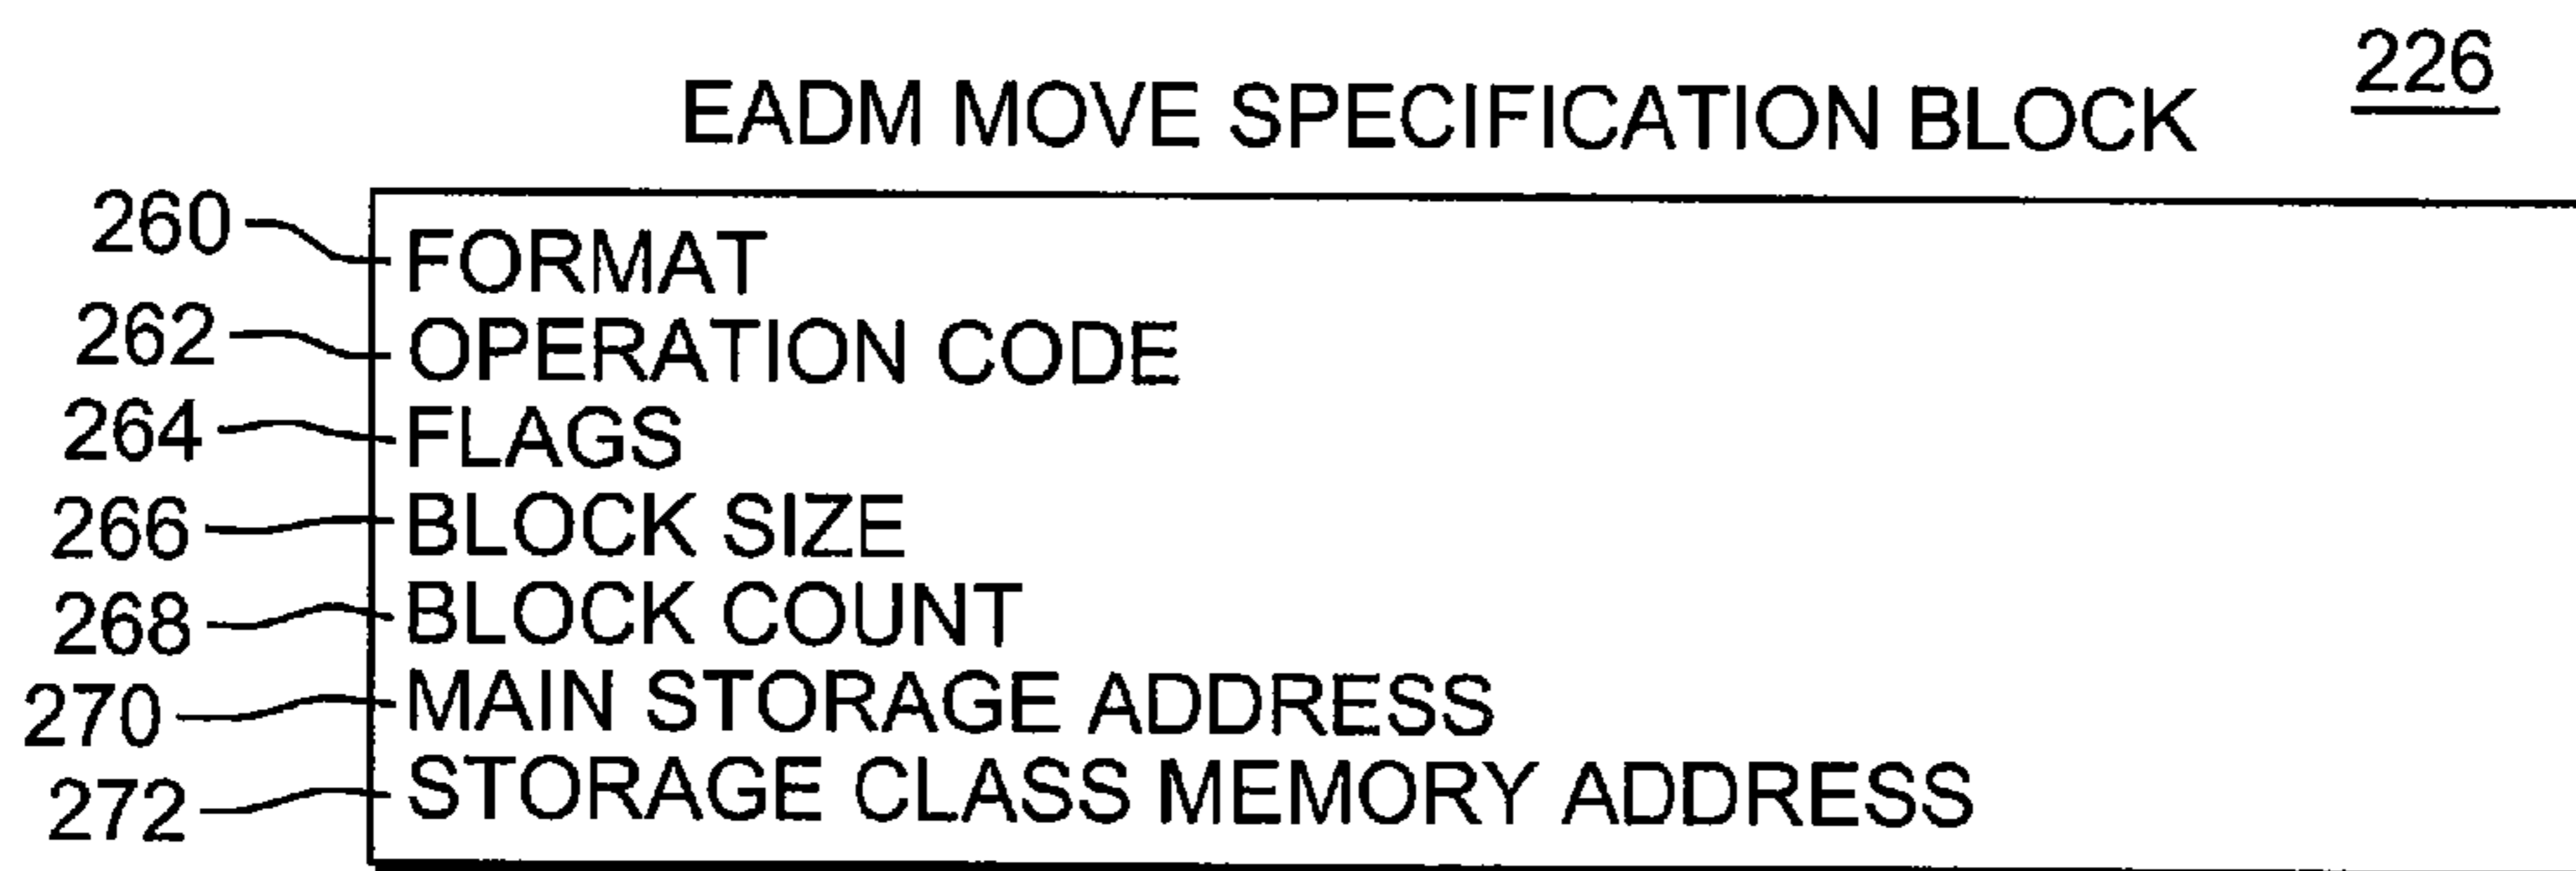 226
EADM MOVE SPECIFICATION BLOCK
260 FORMAT
262 OPERATION CODE
264 FLAGS
266 BLOCK SIZE
268 BLOCK COUNT
270 MAIN STORAGE ADDRESS
272 STORAGE CLASS MEMORY ADDRESS